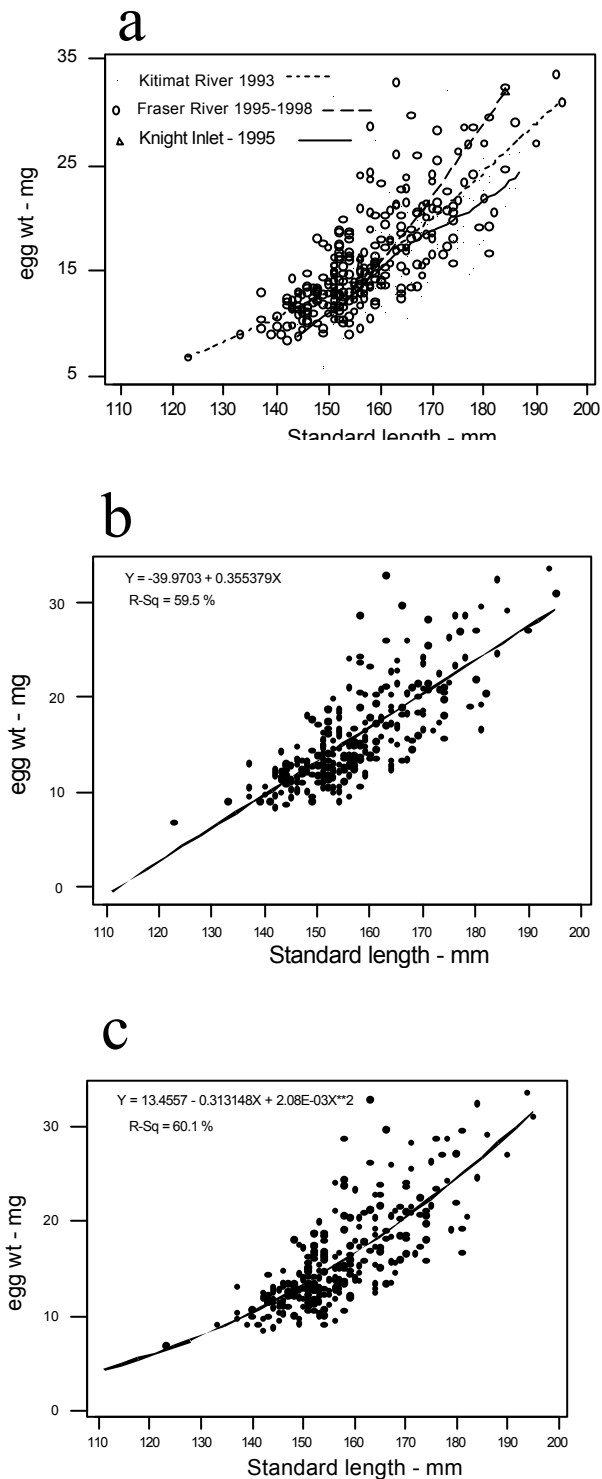 a
35
Kitimat River 1993
Fraser River 1995-1998
Knight Inlet - 1995
25
15
5
egg wt - mg
110 120 130 140 150 160 170 180 190 200
Standard length - mm
b
Y = -39.9703 + 0.355379X
R-Sq = 59.5 %
30
20
10
0
egg wt - mg
110 120 130 140 150 160 170 180 190 200
Standard length - mm
c
Y = 13.4557 - 0.313148X + 2.08E-03X**2
R-Sq = 60.1 %
30
20
10
0
egg wt - mg
110 120 130 140 150 160 170 180 190 200
Standard length - mm